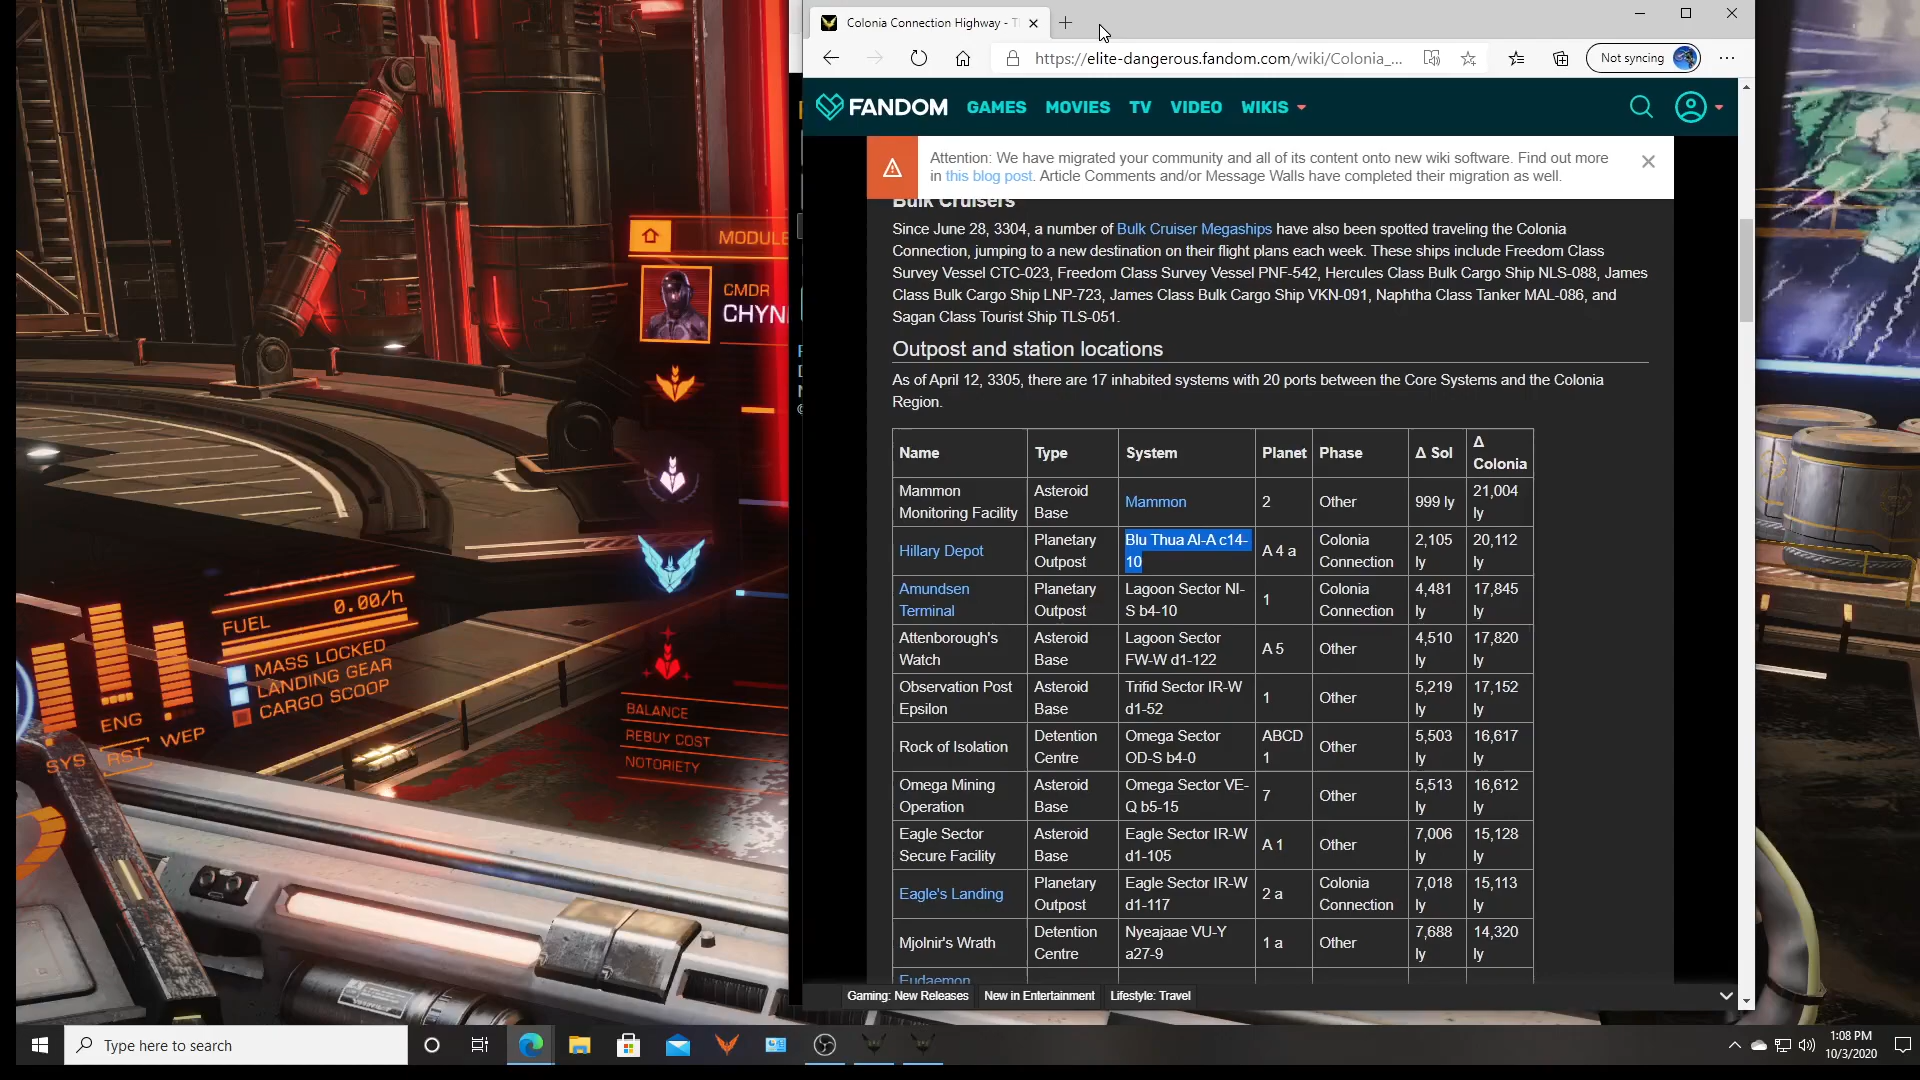 Colonia Connection Highway - T
https://elite-dangerous.fandom.com/wiki/Colonia_...
Not syncing
FANDOM GAMES MOVIES TV VIDEO WIKIS
Attention: We have migrated your community and all of its content onto new wiki software. Find out more
in this blog post. Article Comments and/or Message Walls have completed their migration as well.
Bulk Cruisers
Since June 28, 3304, a number of Bulk Cruiser Megaships have also been spotted traveling the Colonia
Connection, jumping to a new destination on their flight plans each week. These ships include Freedom Class
Survey Vessel CTC-023, Freedom Class Survey Vessel PNF-542, Hercules Class Bulk Cargo Ship NLS-088, James
Class Bulk Cargo Ship LNP-723, James Class Bulk Cargo Ship VKN-091, Naphtha Class Tanker MAL-086, and
Sagan Class Tourist Ship TLS-051.
Outpost and station locations
As of April 12, 3305, there are 17 inhabited systems with 20 ports between the Core Systems and the Colonia
Region.
Name Type System Planet Phase Δ Sol Δ Colonia
Mammon Monitoring Facility Asteroid Base Mammon 2 Other 999 ly 21,004 ly
Hillary Depot Planetary Outpost Blu Thua AI-A c14-10 A 4 a Colonia Connection 2,105 ly 20,112 ly
Amundsen Terminal Planetary Outpost Lagoon Sector NI-S b4-10 1 Colonia Connection 4,481 ly 17,845 ly
Attenborough's Watch Asteroid Base Lagoon Sector FW-W d1-122 A 5 Other 4,510 ly 17,820 ly
Observation Post Epsilon Asteroid Base Trifid Sector IR-W d1-52 1 Other 5,219 ly 17,152 ly
Rock of Isolation Detention Centre Omega Sector OD-S b4-0 ABCD 1 Other 5,503 ly 16,617 ly
Omega Mining Operation Asteroid Base Omega Sector VE-Q b5-15 7 Other 5,513 ly 16,612 ly
Eagle Sector Secure Facility Asteroid Base Eagle Sector IR-W d1-105 A 1 Other 7,006 ly 15,128 ly
Eagle's Landing Planetary Outpost Eagle Sector IR-W d1-117 2 a Colonia Connection 7,018 ly 15,113 ly
Mjolnir's Wrath Detention Centre Nyeajaae VU-Y a27-9 1 a Other 7,688 ly 14,320 ly
Eudaemon
Gaming: New Releases New in Entertainment Lifestyle: Travel
MODULE
CMDR
CHYN
BALANCE
REBUY COST
NOTORIETY
FUEL 0.00/h
MASS LOCKED
LANDING GEAR
CARGO SCOOP
SYS ENG WEP
RST
Type here to search
1:08 PM
10/3/2020